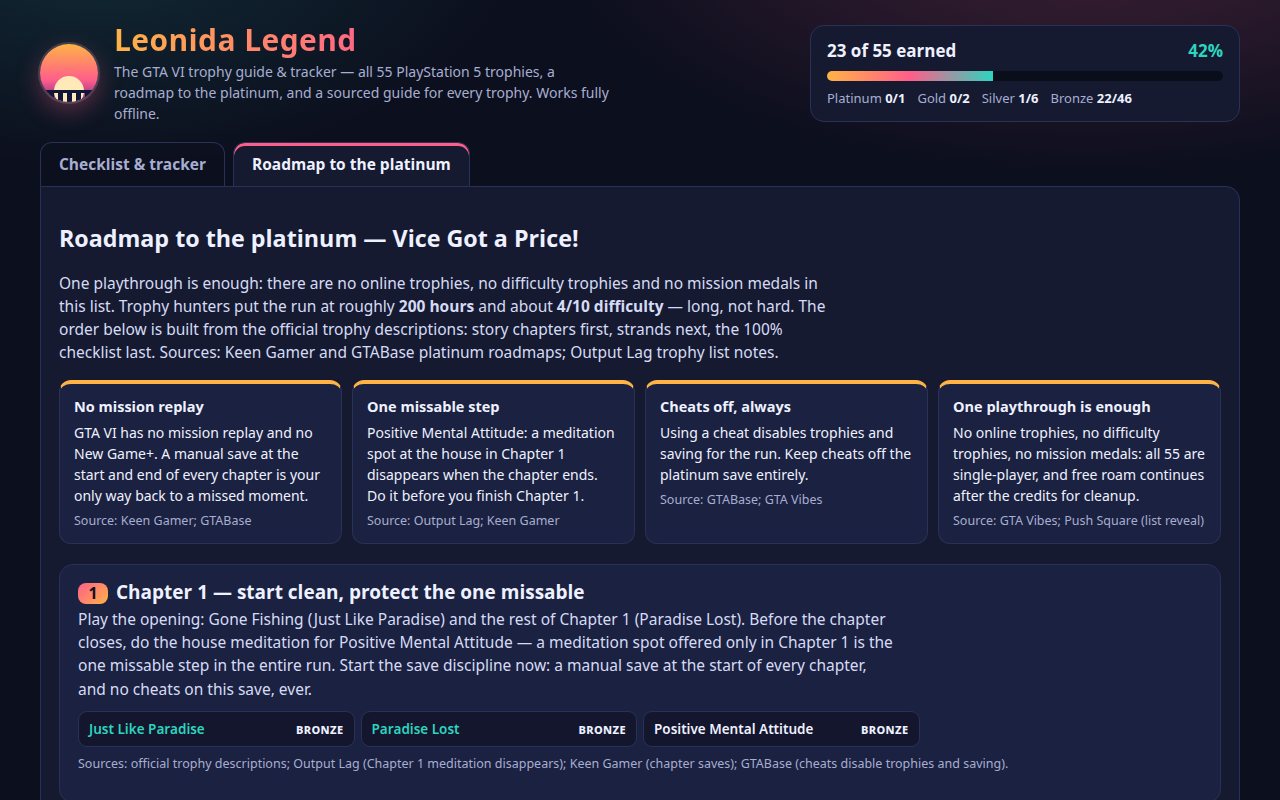 Leonida Legend
The GTA VI trophy guide & tracker — all 55 PlayStation 5 trophies, a
roadmap to the platinum, and a sourced guide for every trophy. Works fully
offline.
23 of 55 earned 42%
Platinum 0/1 Gold 0/2 Silver 1/6 Bronze 22/46
Checklist & tracker
Roadmap to the platinum
Roadmap to the platinum — Vice Got a Price!
One playthrough is enough: there are no online trophies, no difficulty trophies and no mission medals in
this list. Trophy hunters put the run at roughly 200 hours and about 4/10 difficulty — long, not hard. The
order below is built from the official trophy descriptions: story chapters first, strands next, the 100%
checklist last. Sources: Keen Gamer and GTABase platinum roadmaps; Output Lag trophy list notes.
No mission replay
GTA VI has no mission replay and no
New Game+. A manual save at the
start and end of every chapter is your
only way back to a missed moment.
Source: Keen Gamer; GTABase
One missable step
Positive Mental Attitude: a meditation
spot at the house in Chapter 1
disappears when the chapter ends.
Do it before you finish Chapter 1.
Source: Output Lag; Keen Gamer
Cheats off, always
Using a cheat disables trophies and
saving for the run. Keep cheats off the
platinum save entirely.
Source: GTABase; GTA Vibes
One playthrough is enough
No online trophies, no difficulty
trophies, no mission medals: all 55 are
single-player, and free roam continues
after the credits for cleanup.
Source: GTA Vibes; Push Square (list reveal)
1 Chapter 1 — start clean, protect the one missable
Play the opening: Gone Fishing (Just Like Paradise) and the rest of Chapter 1 (Paradise Lost). Before the chapter
closes, do the house meditation for Positive Mental Attitude — a meditation spot offered only in Chapter 1 is the
one missable step in the entire run. Start the save discipline now: a manual save at the start of every chapter,
and no cheats on this save, ever.
Just Like Paradise BRONZE
Paradise Lost BRONZE
Positive Mental Attitude BRONZE
Sources: official trophy descriptions; Output Lag (Chapter 1 meditation disappears); Keen Gamer (chapter saves); GTABase (cheats disable trophies and saving).